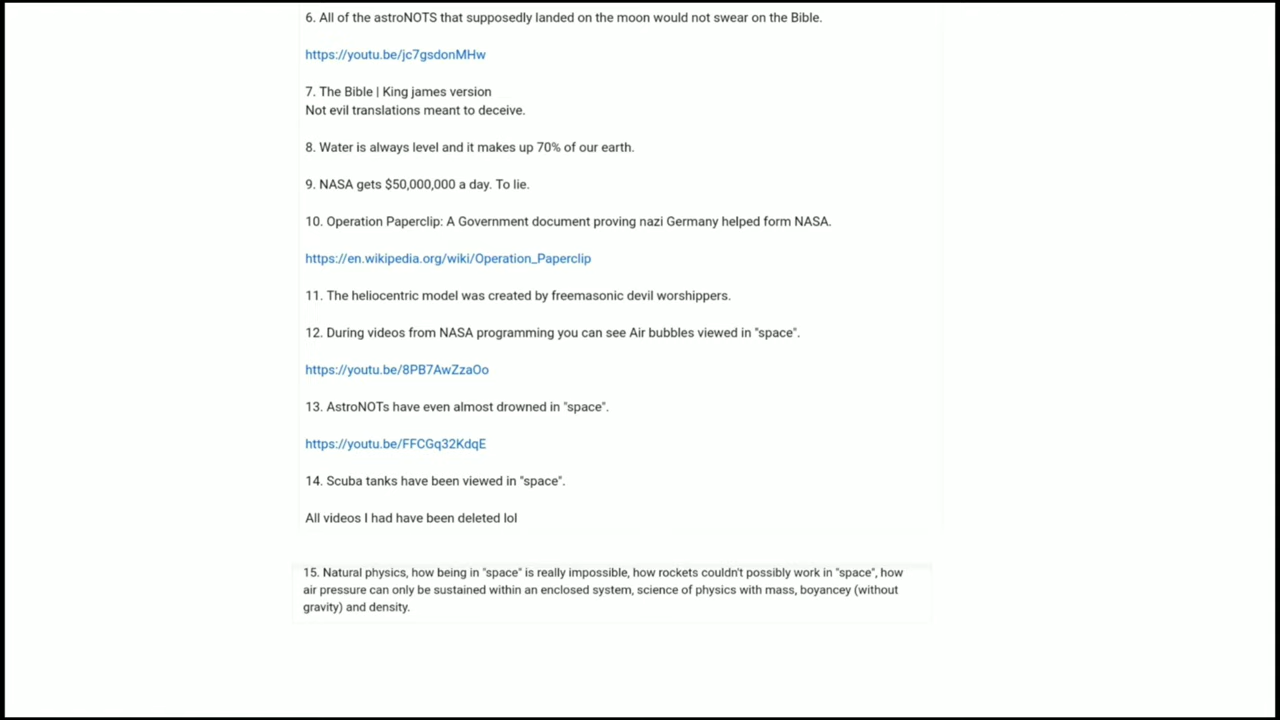 6. All of the astroNOTS that supposedly landed on the moon would not swear on the Bible.
https://youtu.be/jc7gsdonMHw
7. The Bible | King james version
Not evil translations meant to deceive.
8. Water is always level and it makes up 70% of our earth.
9. NASA gets $50,000,000 a day. To lie.
10. Operation Paperclip: A Government document proving nazi Germany helped form NASA.
https://en.wikipedia.org/wiki/Operation_Paperclip
11. The heliocentric model was created by freemasonic devil worshippers.
12. During videos from NASA programming you can see Air bubbles viewed in "space".
https://youtu.be/8PB7AwZzaOo
13. AstroNOTs have even almost drowned in "space".
https://youtu.be/FFCGq32KdqE
14. Scuba tanks have been viewed in "space".
All videos I had have been deleted lol
15. Natural physics, how being in "space" is really impossible, how rockets couldn't possibly work in "space", how
air pressure can only be sustained within an enclosed system, science of physics with mass, boyancey (without
gravity) and density.